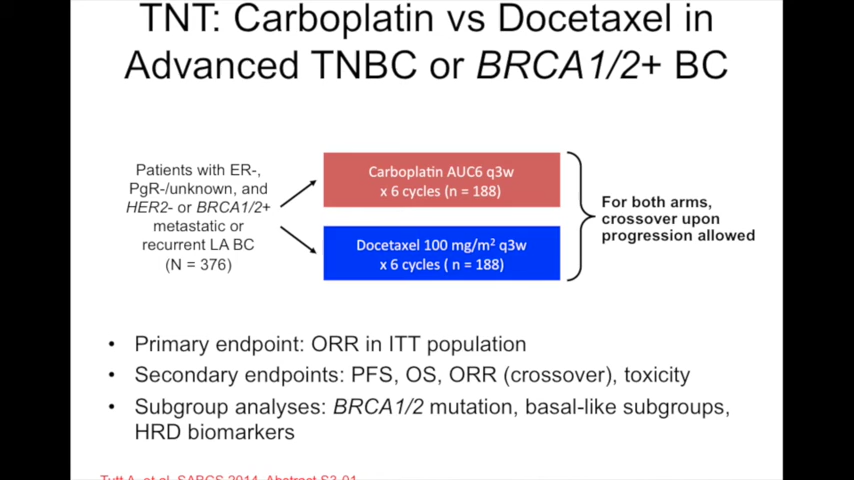 TNT: Carboplatin vs Docetaxel in
Advanced TNBC or BRCA1/2+ BC
Patients with ER-,
PgR-/unknown, and
HER2- or BRCA1/2+
metastatic or
recurrent LA BC
(N = 376)
Carboplatin AUC6 q3w
x 6 cycles (n = 188)
Docetaxel 100 mg/m² q3w
x 6 cycles ( n = 188)
For both arms,
crossover upon
progression allowed
• Primary endpoint: ORR in ITT population
• Secondary endpoints: PFS, OS, ORR (crossover), toxicity
• Subgroup analyses: BRCA1/2 mutation, basal-like subgroups,
HRD biomarkers
Tutt A, et al. SABCS 2014. Abstract S3-01